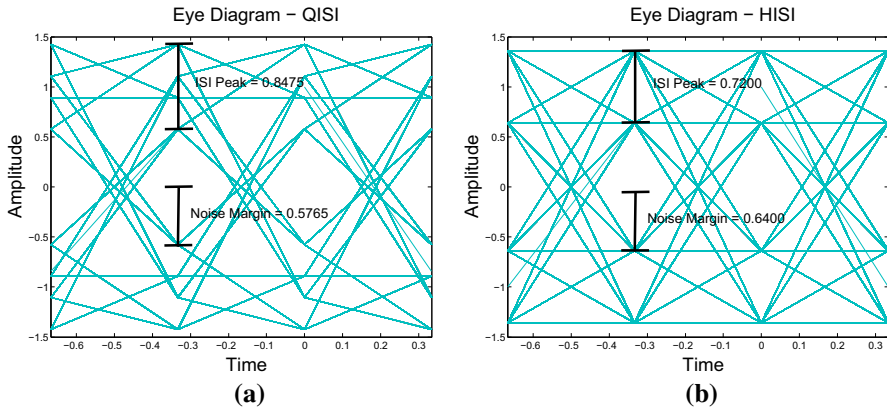 Eye Diagram − QISI
1.5
1
0.5
0
−0.5
−1
−1.5
Amplitude
ISI Peak = 0.8475
Noise Margin = 0.5765
−0.6 −0.5 −0.4 −0.3 −0.2 −0.1 0 0.1 0.2 0.3
Time
(a)
Eye Diagram − HISI
1.5
1
0.5
0
−0.5
−1
−1.5
Amplitude
ISI Peak = 0.7200
Noise Margin = 0.6400
−0.6 −0.5 −0.4 −0.3 −0.2 −0.1 0 0.1 0.2 0.3
Time
(b)